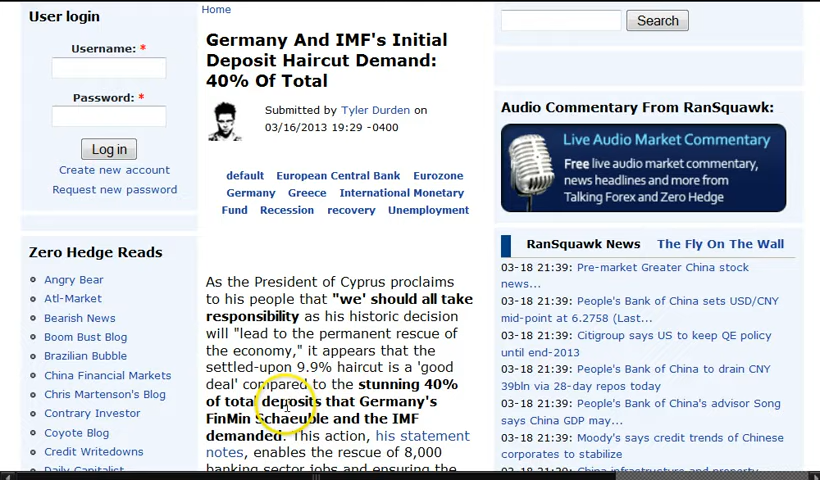 User login
Username: *
Password: *
Log in
Create new account
Request new password
Zero Hedge Reads
Angry Bear
Atl-Market
Bearish News
Boom Bust Blog
Brazilian Bubble
China Financial Markets
Chris Martenson's Blog
Contrary Investor
Coyote Blog
Credit Writedowns
Daily Capitalist
Home
Germany And IMF's Initial
Deposit Haircut Demand:
40% Of Total
Submitted by Tyler Durden on
03/16/2013 19:29 -0400
default European Central Bank Eurozone
Germany Greece International Monetary
Fund Recession recovery Unemployment
As the President of Cyprus proclaims
to his people that "we' should all take
responsibility as his historic decision
will "lead to the permanent rescue of
the economy," it appears that the
settled-upon 9.9% haircut is a 'good
deal' compared to the stunning 40%
of total deposits that Germany's
FinMin Schaeuble and the IMF
demanded. This action, his statement
notes, enables the rescue of 8,000
banking sector jobs and ensuring the
Search
Audio Commentary From RanSquawk:
Live Audio Market Commentary
Free live audio market commentary,
news headlines and more from
Talking Forex and Zero Hedge
RanSquawk News The Fly On The Wall
03-18 21:39: Pre-market Greater China stock
news...
03-18 21:39: People's Bank of China sets USD/CNY
mid-point at 6.2758 (Last...
03-18 21:39: Citigroup says US to keep QE policy
until end-2013
03-18 21:39: People's Bank of China to drain CNY
39bln via 28-day repos today
03-18 21:39: People's Bank of China's advisor Song
says China GDP may...
03-18 21:39: Moody's says credit trends of Chinese
corporates to stabilize
03-18 21:39: China infrastructure and property